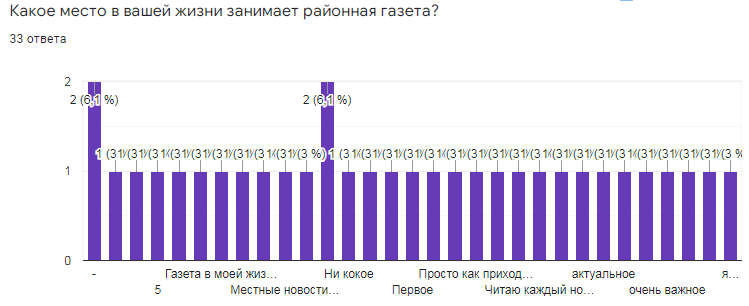 Какое место в вашей жизни занимает районная газета?
33 ответа
2
2 (6,1 %) 2 (6,1 %)
1
0
- Газета в моей жиз… Ни кокое Просто как приход… актуальное я…
5 Местные новости… Первое Читаю каждый но… очень важное